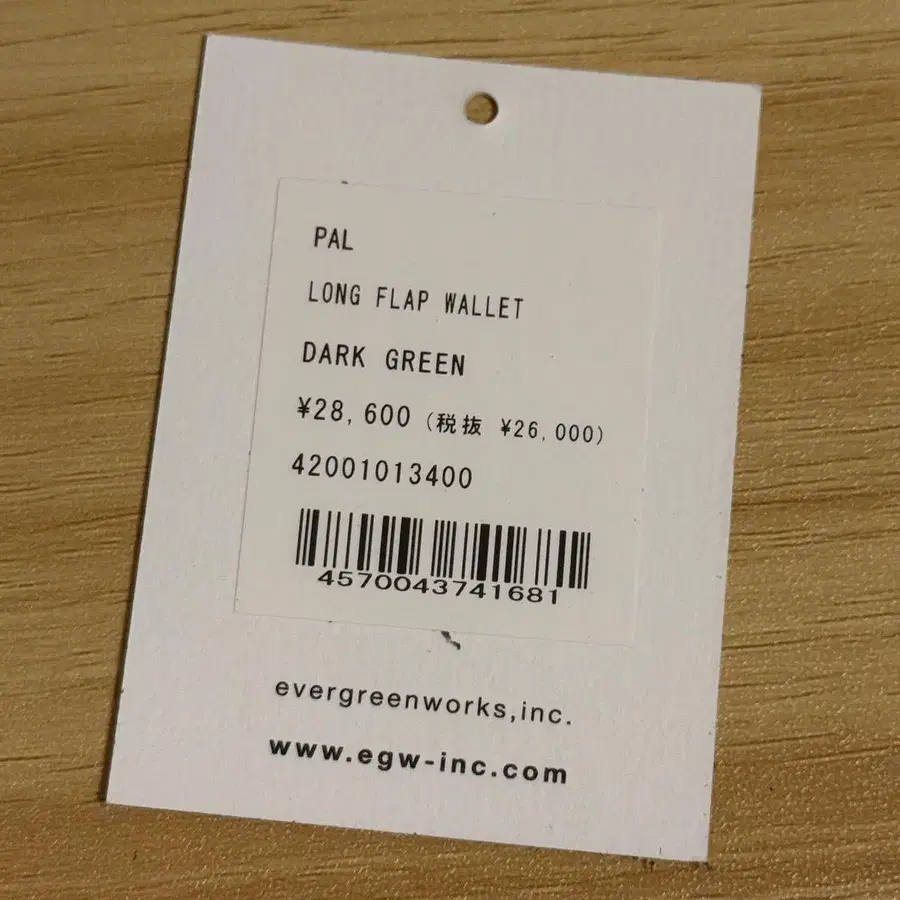 PAL
LONG FLAP WALLET
DARK GREEN
¥28,600 (税抜 ¥26,000)
42001013400
4570043741681
evergreenworks,inc.
www.egw-inc.com